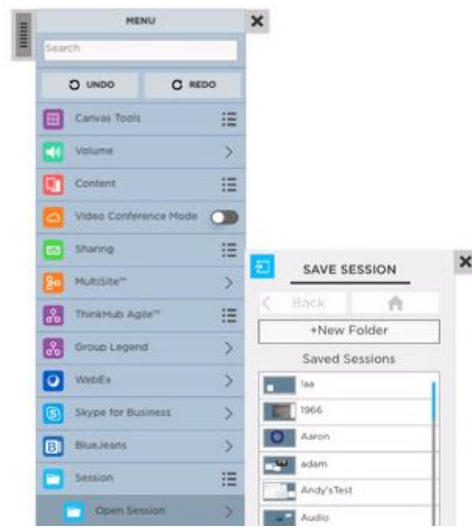 MENU
Search
UNDO
REDO
Canvas Tools
Volume
Content
Video Conference Mode
Sharing
MultiSite™
ThinkHub Agile™
Group Legend
WebEx
Skype for Business
BlueJeans
Session
Open Session
SAVE SESSION
Back
+New Folder
Saved Sessions
!aa
1966
Aaron
adam
Andy'sTest
Audio